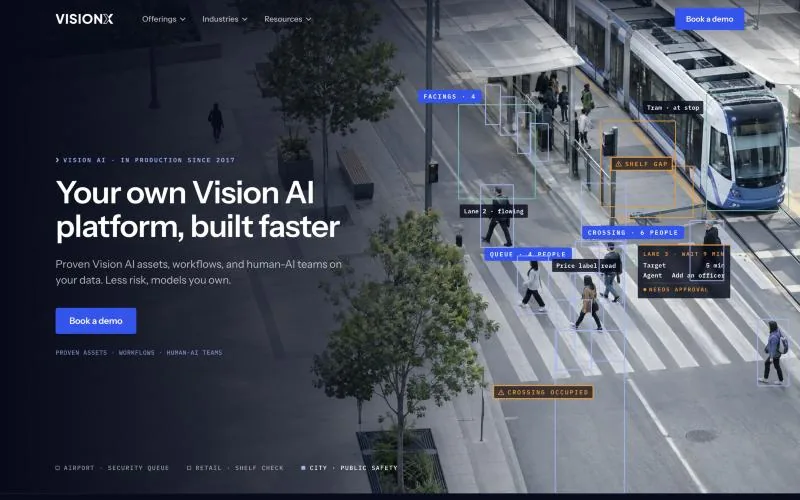 VISIONX
Offerings
Industries
Resources
Book a demo
FACINGS · 4
Tram · at stop
VISION AI · IN PRODUCTION SINCE 2017
SHELF GAP
Your own Vision AI
platform, built faster
Lane 2 · flowing
CROSSING · 6 PEOPLE
QUEUE · 4 PEOPLE
LANE 3 · WAIT 9 MIN
Proven Vision AI assets, workflows, and human-AI teams on
your data. Less risk, models you own.
Price label read
Target 5 min
Agent Add an officer
NEEDS APPROVAL
Book a demo
PROVEN ASSETS · WORKFLOWS · HUMAN-AI TEAMS
CROSSING OCCUPIED
AIRPORT · SECURITY QUEUE
RETAIL · SHELF CHECK
CITY · PUBLIC SAFETY